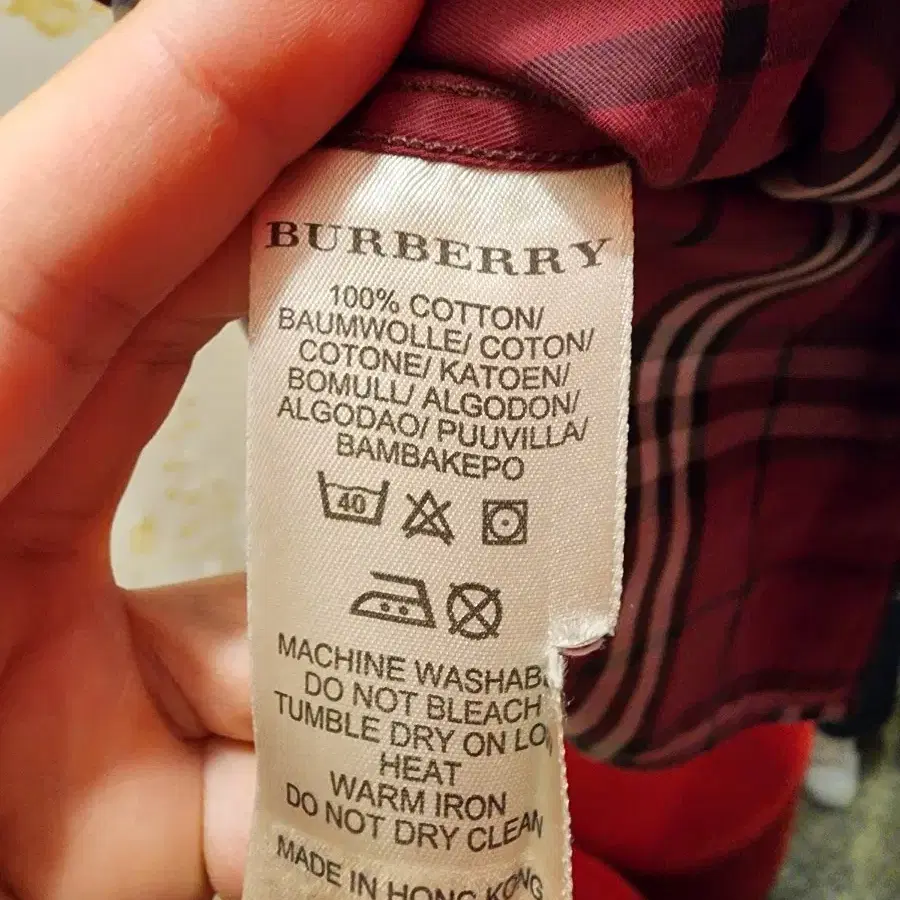 BURBERRY
100% COTTON/
BAUMWOLLE/ COTON/
COTONE/ KATOEN/
BOMULL/ ALGODON/
ALGODAO/ PUUVILLA/
BAMBAKEPO
40
MACHINE WASHAB
DO NOT BLEACH
TUMBLE DRY ON LO
HEAT
WARM IRON
DO NOT DRY CLEAN
MADE IN HONG KONG